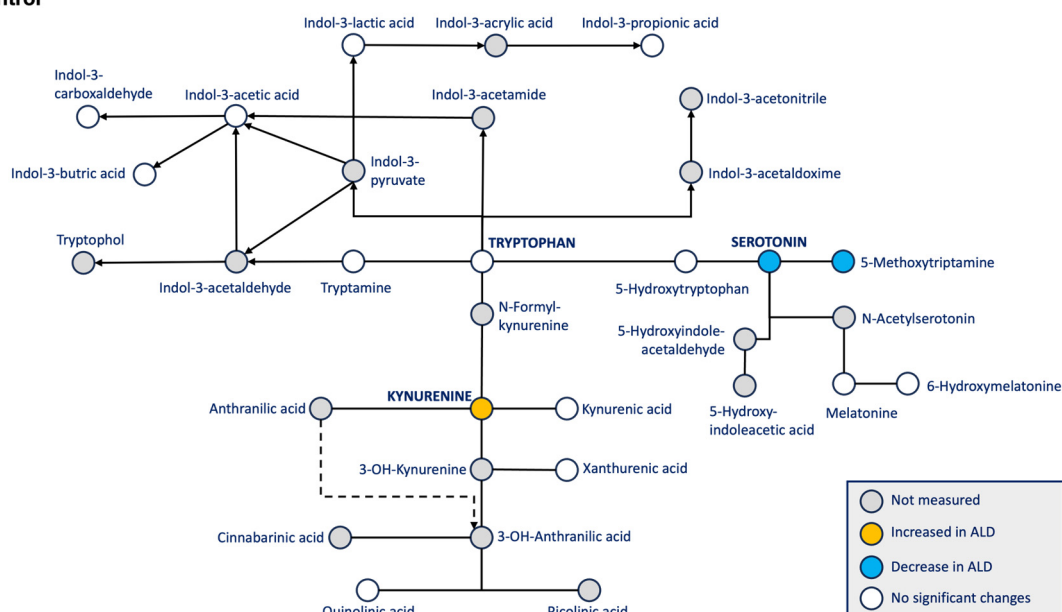 Indol-3-lactic acid
Indol-3-acrylic acid
Indol-3-propionic acid
Indol-3-
carboxaldehyde
Indol-3-acetic acid
Indol-3-acetamide
Indol-3-acetonitrile
Indol-3-butric acid
Indol-3-
pyruvate
Indol-3-acetaldoxime
Tryptophol
TRYPTOPHAN
SEROTONIN
5-Methoxytriptamine
Indol-3-acetaldehyde
Tryptamine
5-Hydroxytryptophan
N-Formyl-
kynurenine
5-Hydroxyindole-
acetaldehyde
N-Acetylserotonin
KYNURENINE
Anthranilic acid
Kynurenic acid
5-Hydroxy-
indoleacetic acid
Melatonine
6-Hydroxymelatonine
3-OH-Kynurenine
Xanthurenic acid
Cinnabarinic acid
3-OH-Anthranilic acid
Quinolinic acid
Picolinic acid
Not measured
Increased in ALD
Decrease in ALD
No significant changes